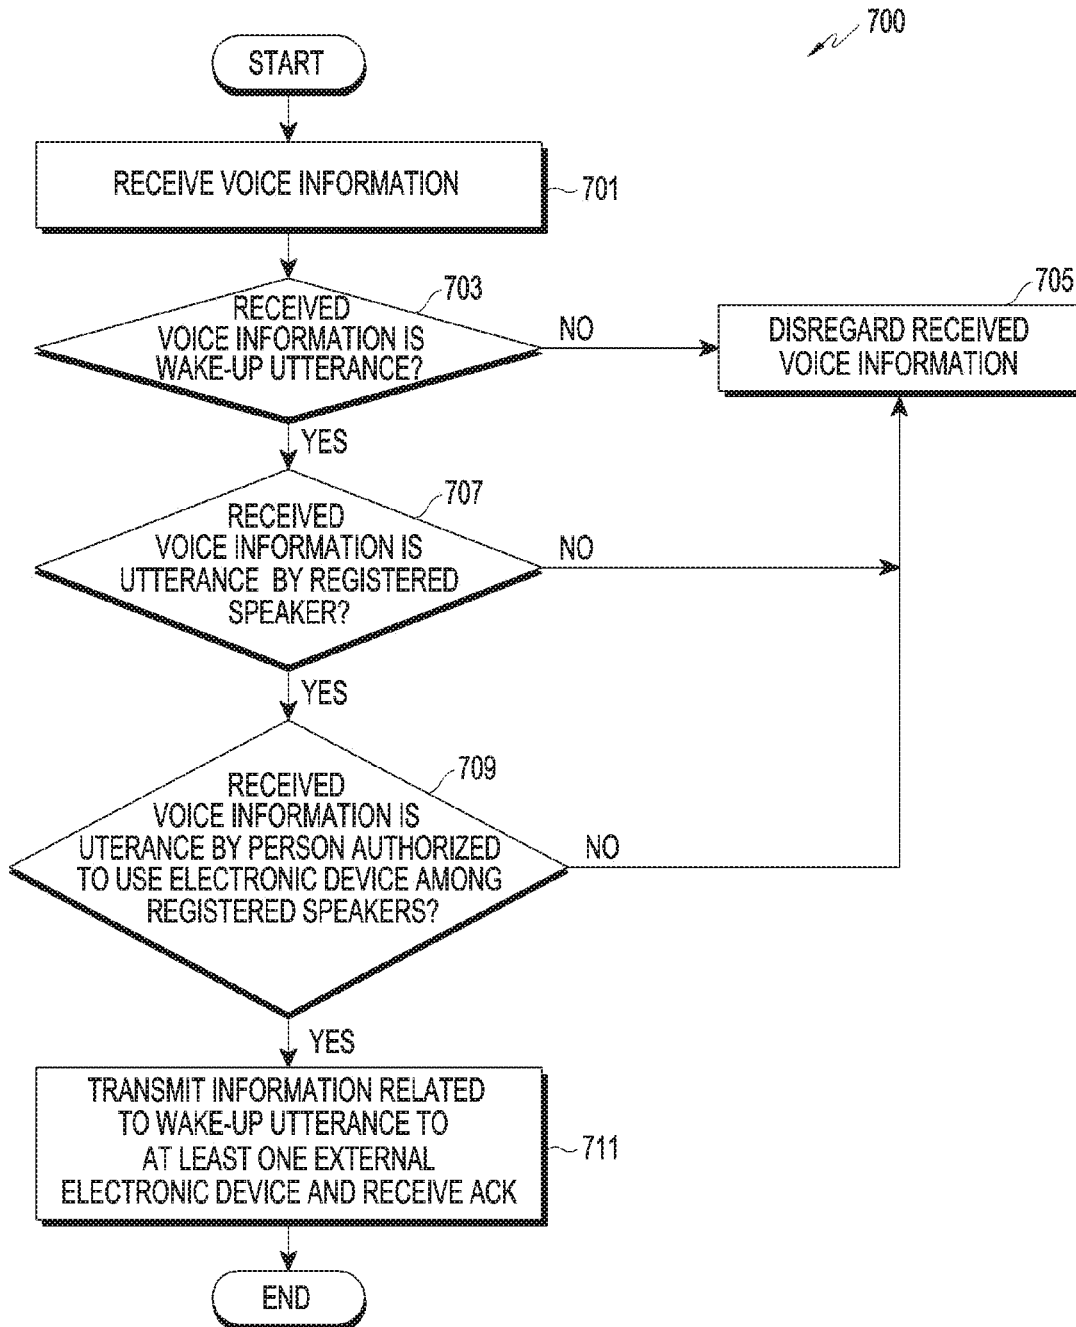 700
START
RECEIVE VOICE INFORMATION
701
703
RECEIVED
VOICE INFORMATION IS
WAKE-UP UTTERANCE?
NO
705
DISREGARD RECEIVED
VOICE INFORMATION
YES
707
RECEIVED
VOICE INFORMATION IS
UTTERANCE BY REGISTERED
SPEAKER?
NO
YES
709
RECEIVED
VOICE INFORMATION IS
UTERANCE BY PERSON AUTHORIZED
TO USE ELECTRONIC DEVICE AMONG
REGISTERED SPEAKERS?
NO
YES
TRANSMIT INFORMATION RELATED
TO WAKE-UP UTTERANCE TO
AT LEAST ONE EXTERNAL
ELECTRONIC DEVICE AND RECEIVE ACK
711
END